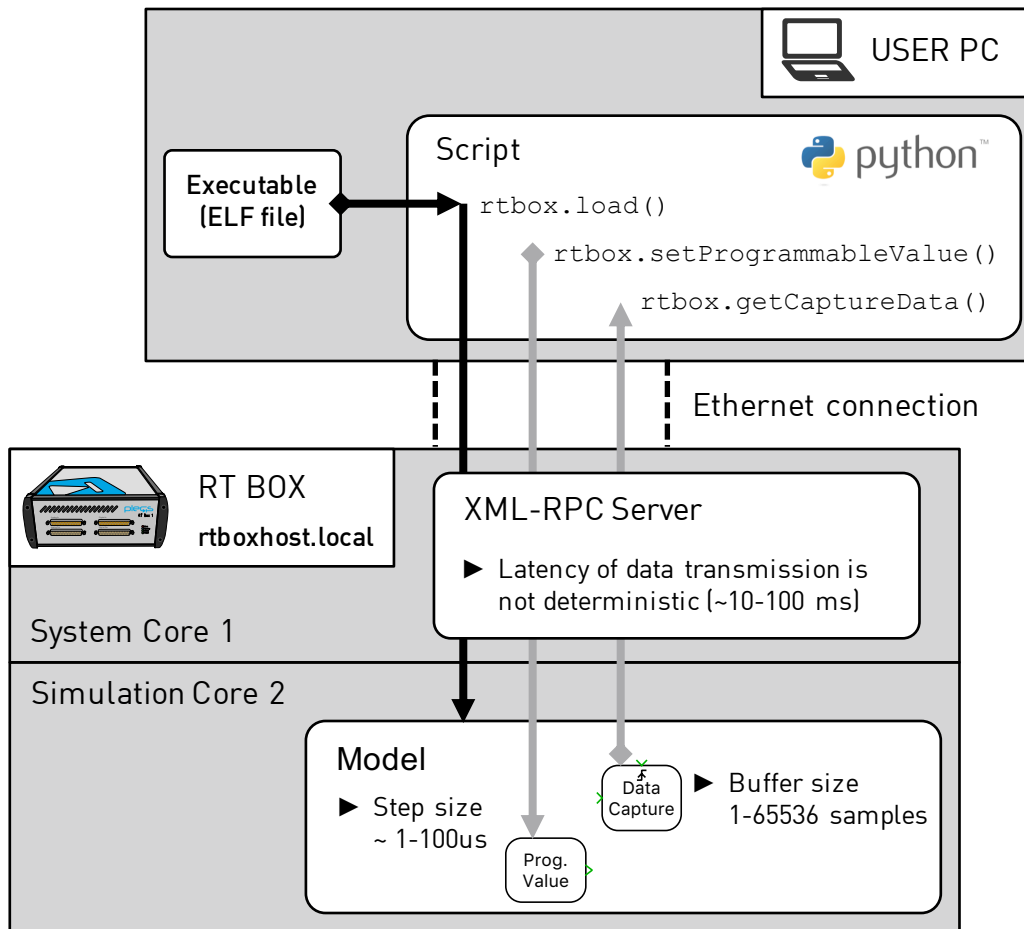 USER PC
Script
python™
Executable
(ELF file)
rtbox.load()
rtbox.setProgrammableValue()
rtbox.getCaptureData()
Ethernet connection
RT BOX
rtboxhost.local
plecs
XML-RPC Server
► Latency of data transmission is
not deterministic (~10-100 ms)
System Core 1
Simulation Core 2
Model
► Step size
~ 1-100us
Data
Capture
► Buffer size
1-65536 samples
Prog.
Value